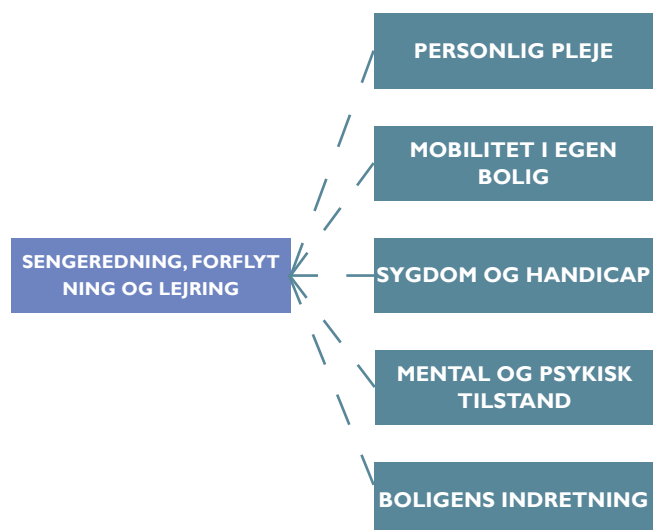 SENGEREDNING, FORFLYT
NING OG LEJRING
PERSONLIG PLEJE
MOBILITET I EGEN
BOLIG
SYGDOM OG HANDICAP
MENTAL OG PSYKISK
TILSTAND
BOLIGENS INDRETNING